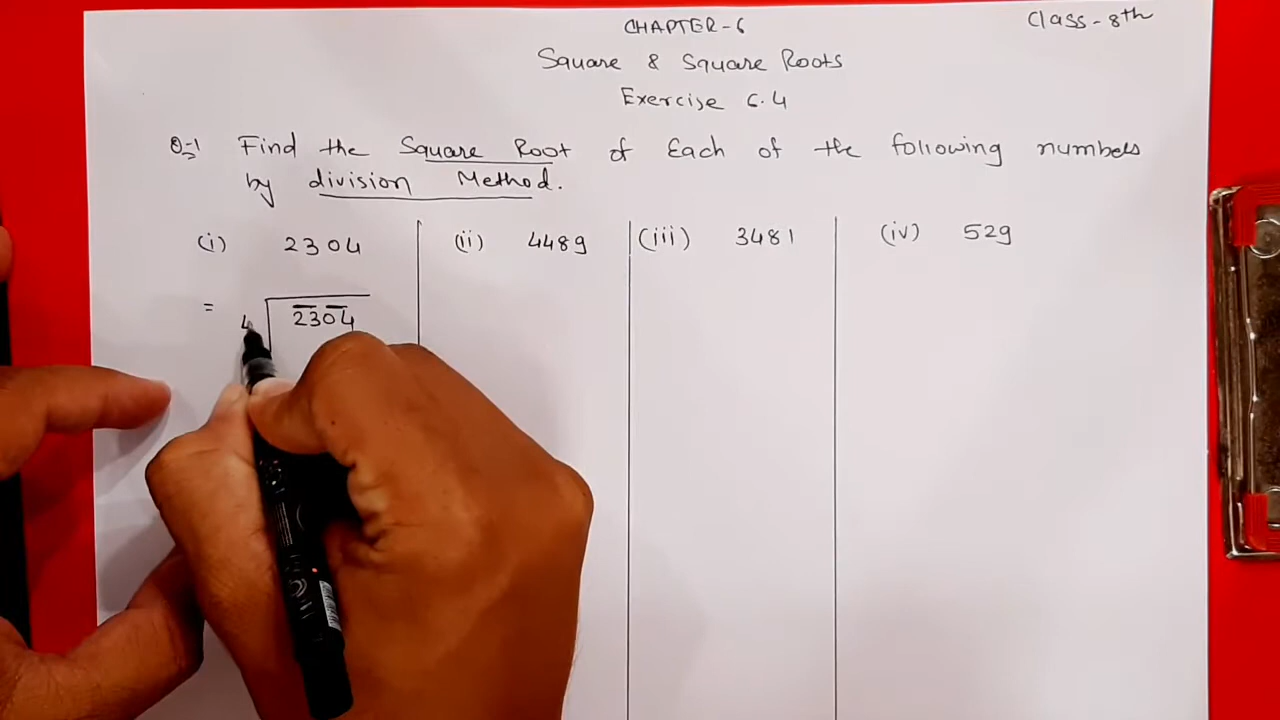 CHAPTER-6
Class-8th
Square & Square Roots
Exercise 6.4
Q-1 Find the Square Root of Each of the following numbers
by division Method.
(i) 2304
(ii) 4489
(iii) 3481
(iv) 529
= 4 2304